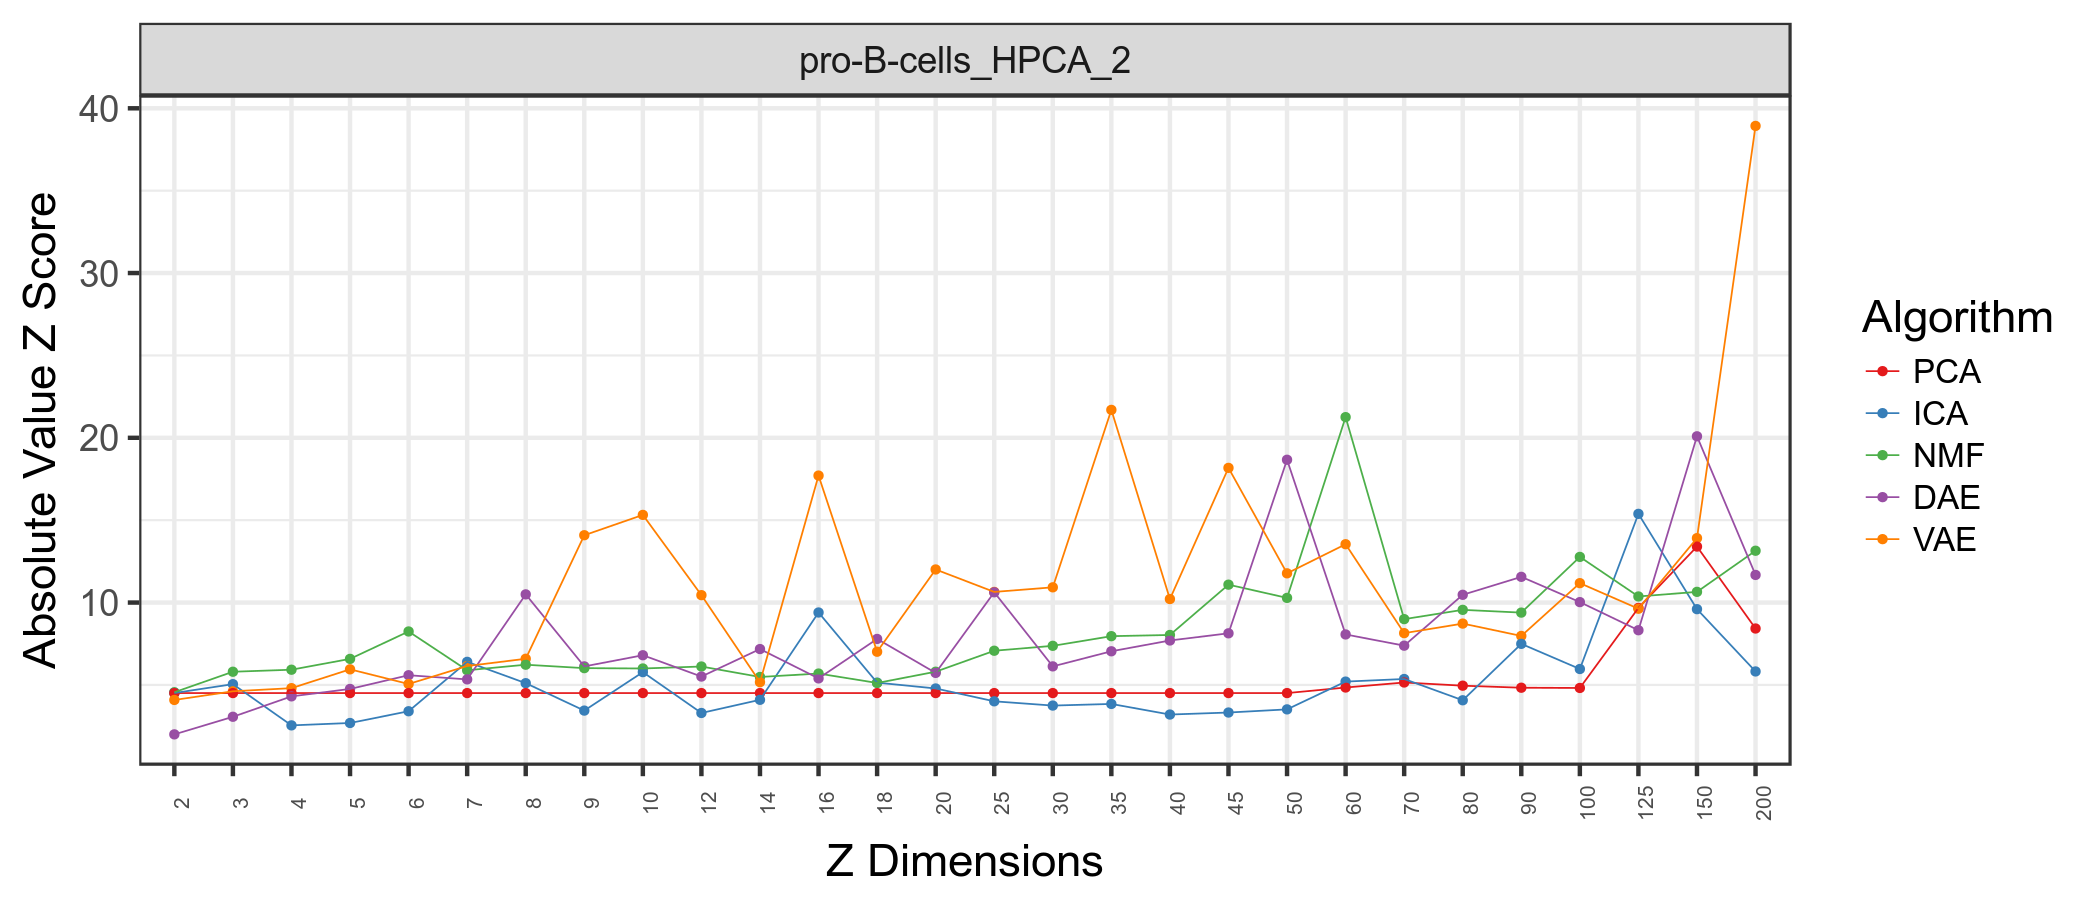 pro-B-cells_HPCA_2
Absolute Value Z Score
40
30
20
10
2 3 4 5 6 7 8 9 10 12 14 16 18 20 25 30 35 40 45 50 60 70 80 90 100 125 150 200
Z Dimensions
Algorithm
PCA
ICA
NMF
DAE
VAE